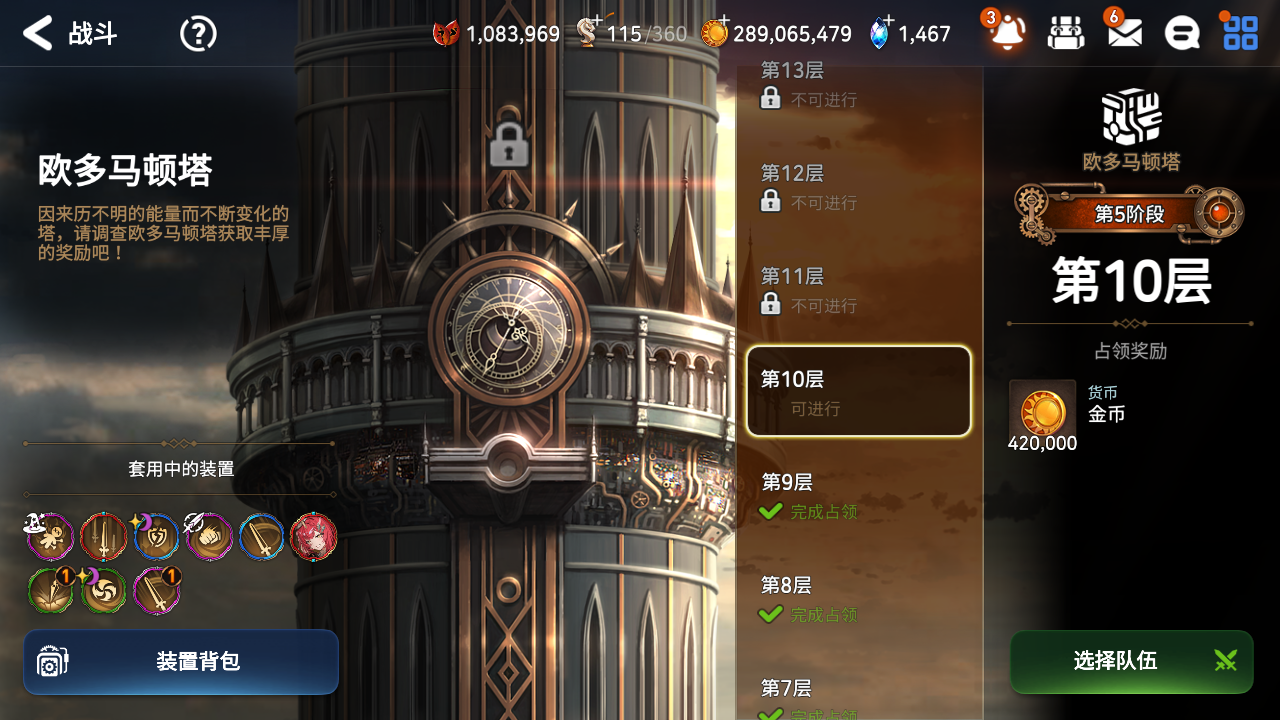 战斗
1,083,969
115/360
289,065,479
1,467
3
6
欧多马顿塔
因来历不明的能量而不断变化的
塔，请调查欧多马顿塔获取丰厚
的奖励吧！
套用中的装置
1
1
装置背包
第13层
不可进行
第12层
不可进行
第11层
不可进行
第10层
可进行
第9层
完成占领
第8层
完成占领
第7层
完成占领
欧多马顿塔
第5阶段
第10层
占领奖励
货币
金币
420,000
选择队伍